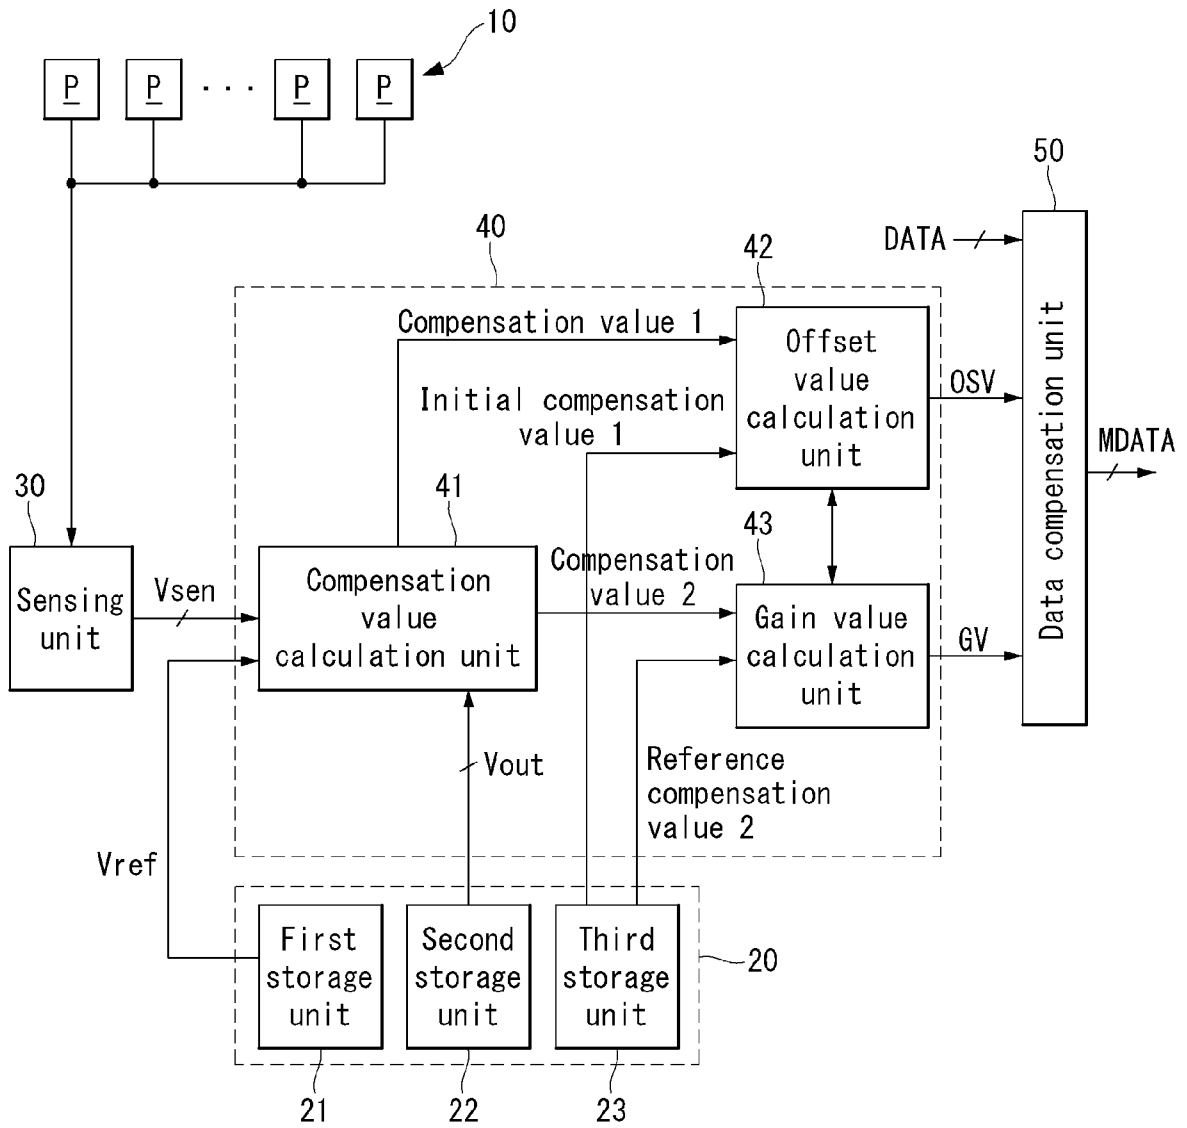 10
P P · · · P P
50
DATA
40
42
Compensation value 1
Offset
value
calculation
unit
OSV
Initial compensation
value 1
Data compensation unit
MDATA
30
41
43
Sensing
unit
Vsen
Compensation
value
calculation unit
Compensation
value 2
Gain value
calculation
unit
GV
Vout
Reference
compensation
value 2
Vref
First
storage
unit
Second
storage
unit
Third
storage
unit
20
21
22
23